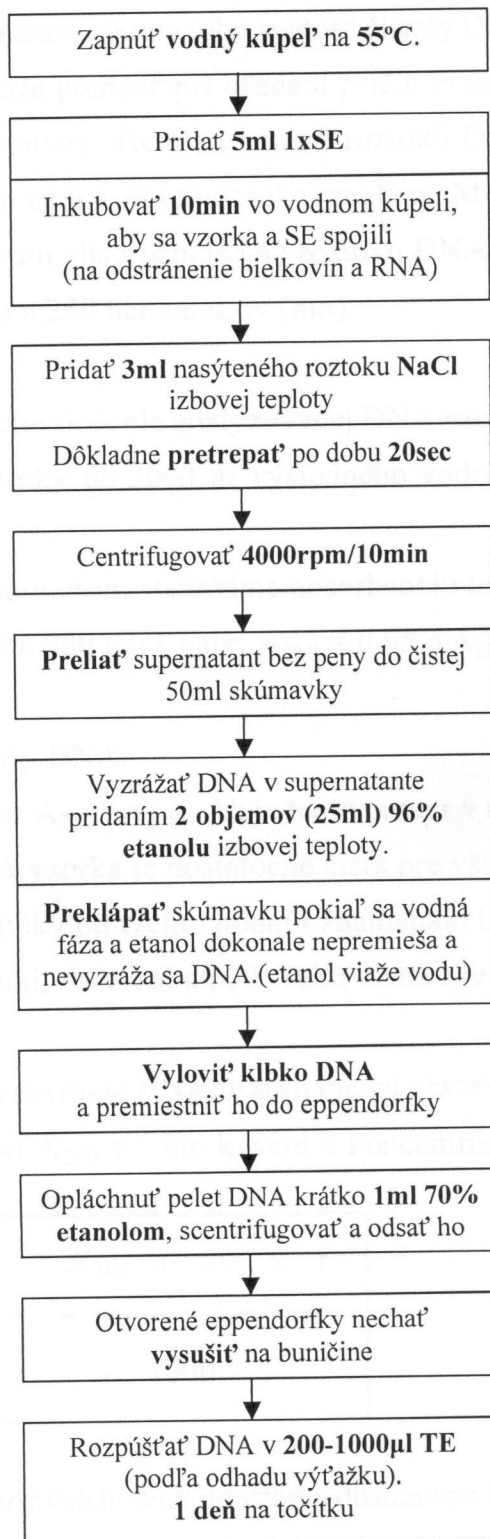 Zapnúť vodný kúpeľ na 55ºC.
Pridať 5ml 1xSE
Inkubovať 10min vo vodnom kúpeli,
aby sa vzorka a SE spojili
(na odstránenie bielkovín a RNA)
Pridať 3ml nasýteného roztoku NaCl
izbovej teploty
Dôkladne pretrepať po dobu 20sec
Centrifugovať 4000rpm/10min
Preliať supernatant bez peny do čistej
50ml skúmavky
Vyzrážať DNA v supernatante
pridaním 2 objemov (25ml) 96%
etanolu izbovej teploty.
Preklápať skúmavku pokiaľ sa vodná
fáza a etanol dokonale nepremieša a
nevyzráža sa DNA.(etanol viaže vodu)
Vyloviť klbko DNA
a premiestniť ho do eppendorfky
Opláchnuť pelet DNA krátko 1ml 70%
etanolom, scentrifugovať a odsať ho
Otvorené eppendorfky nechať
vysušiť na buničine
Rozpúšťať DNA v 200-1000µl TE
(podľa odhadu výťažku).
1 deň na točítku